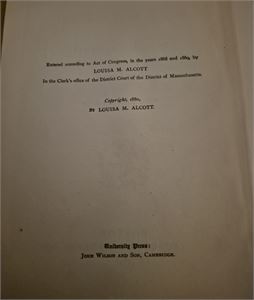 Entered according to Act of Congress, in the years 1868 and 1869, by
LOUISA M. ALCOTT
In the Clerk's office of the District Court of the District of Massachusetts.
Copyright, 1880,
BY LOUISA M. ALCOTT.
University Press:
JOHN WILSON AND SON, CAMBRIDGE.